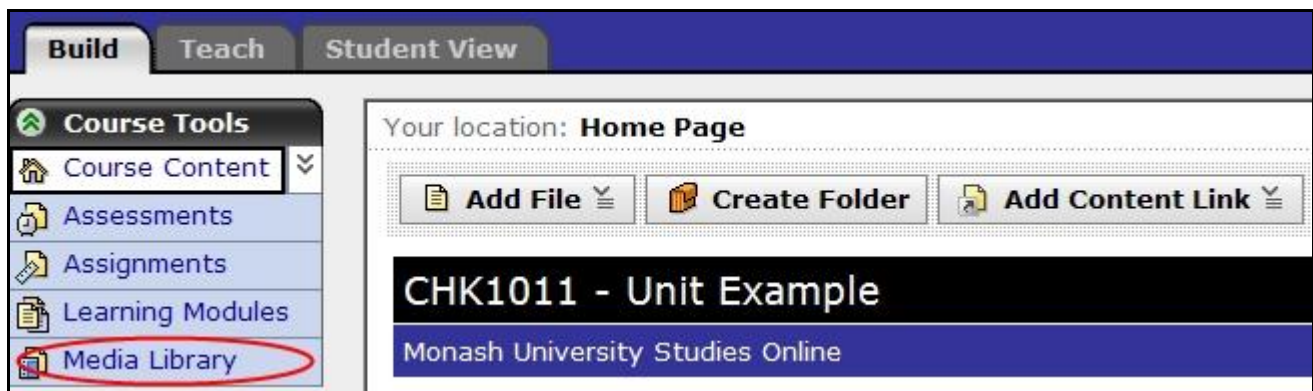 Build
Teach
Student View
Course Tools
Course Content
Assessments
Assignments
Learning Modules
Media Library
Your location: Home Page
Add File
Create Folder
Add Content Link
CHK1011 - Unit Example
Monash University Studies Online